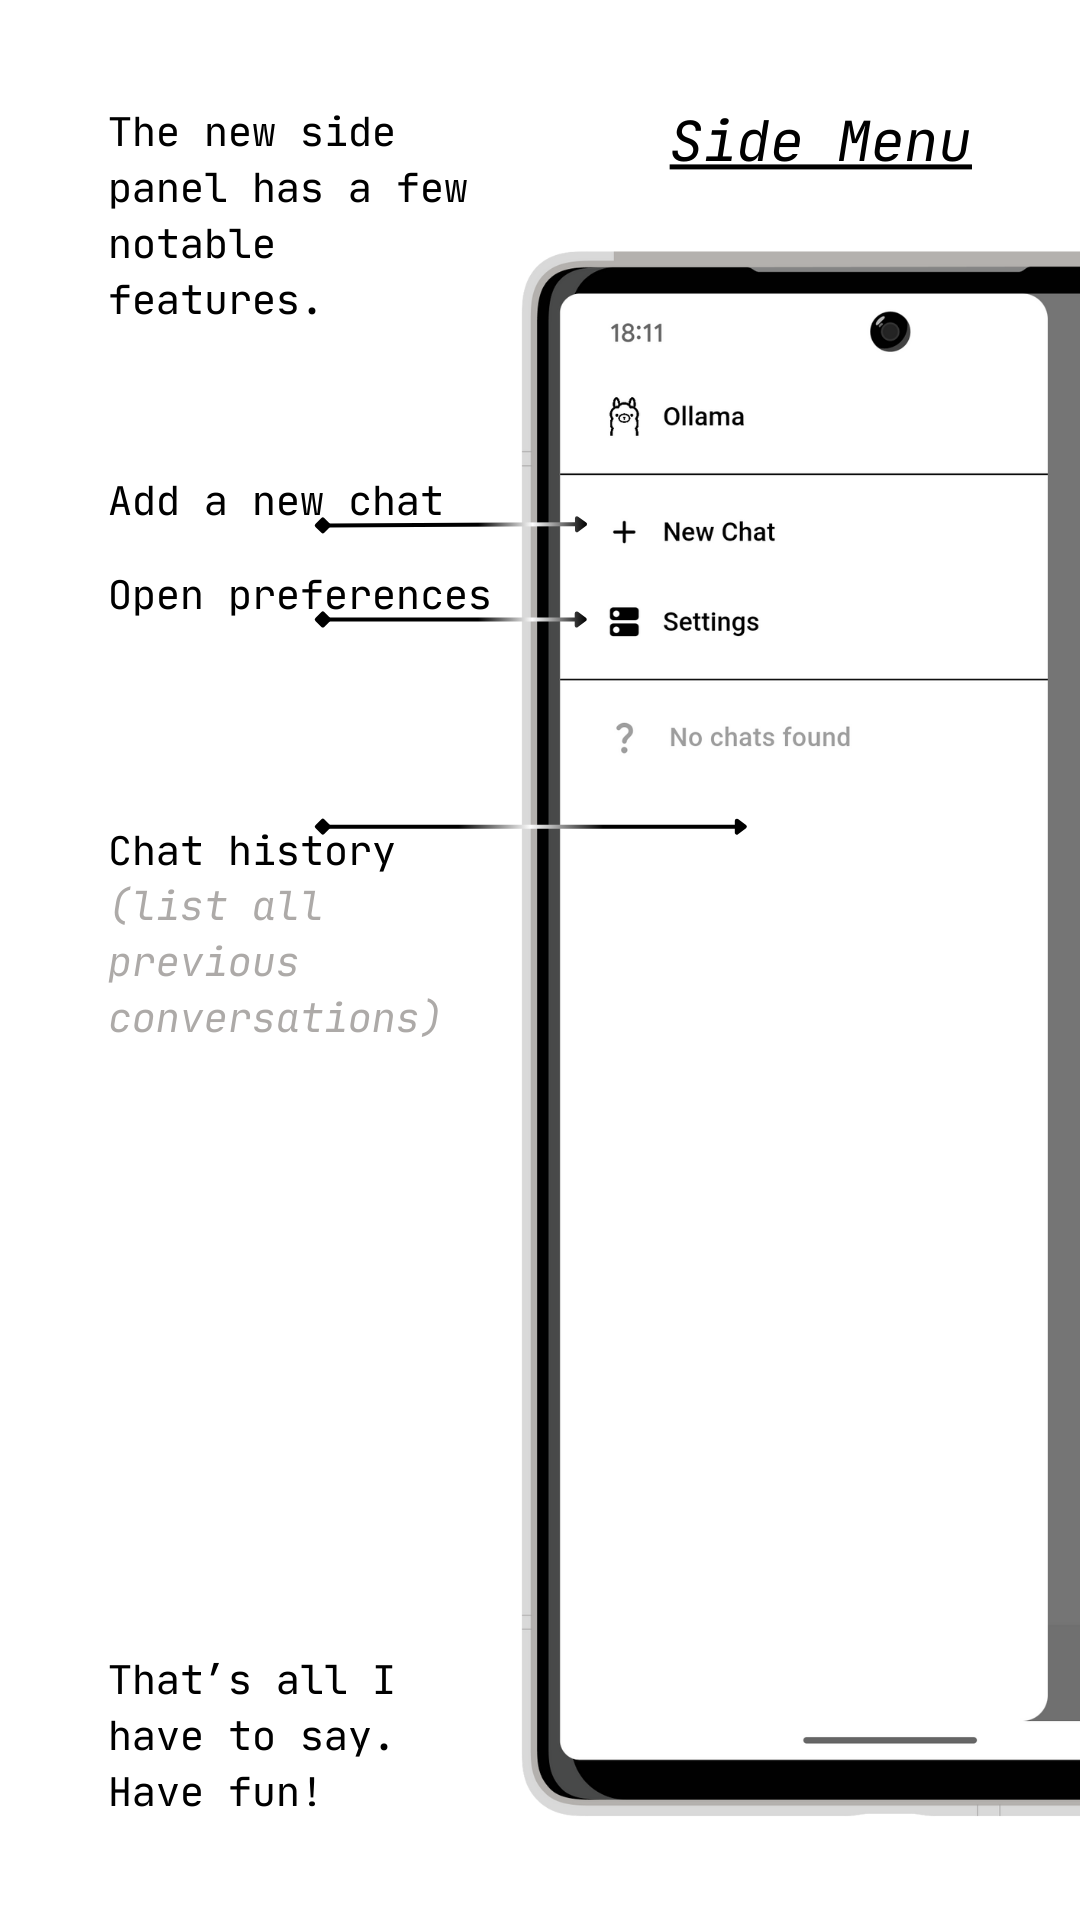 The new side
panel has a few
notable
features.
Side Menu
18:11
Ollama
Add a new chat
New Chat
Open preferences
Settings
? No chats found
Chat history
(list all
previous
conversations)
That’s all I
have to say.
Have fun!